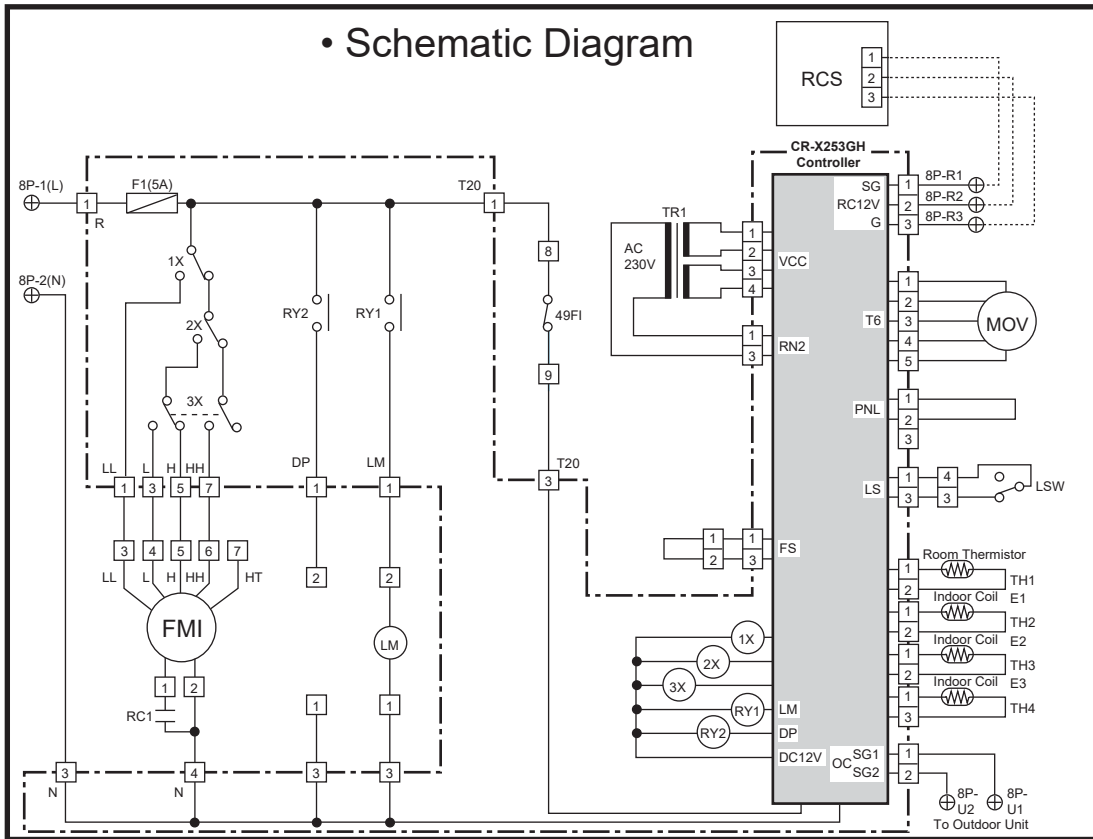 • Schematic Diagram
RCS
1
2
3
CR-X253GH
Controller
8P-1(L)
1
R
F1(5A)
T20
1
8P-2(N)
1X
2X
3X
RY2
RY1
8
49FI
9
T20
3
LL
L
H
HH
DP
LM
1
3
5
7
1
1
3
4
5
6
7
LL
L
H
HH
HT
FMI
1
2
RC1
2
2
LM
1
1
3
N
4
N
3
3
TR1
AC
230V
1
2
3
4
VCC
1
3
RN2
1
2
1
3
FS
1X
2X
3X
RY1
LM
RY2
DP
DC12V
SG
1
8P-R1
RC12V
2
8P-R2
G
3
8P-R3
T6
1
2
3
4
5
MOV
PNL
1
2
3
LS
1
3
4
3
LSW
Room Thermistor
1
2
TH1
Indoor Coil E1
1
2
TH2
Indoor Coil E2
1
2
TH3
Indoor Coil E3
1
3
TH4
OC
SG1
SG2
1
2
8P-
U2
8P-
U1
To Outdoor Unit